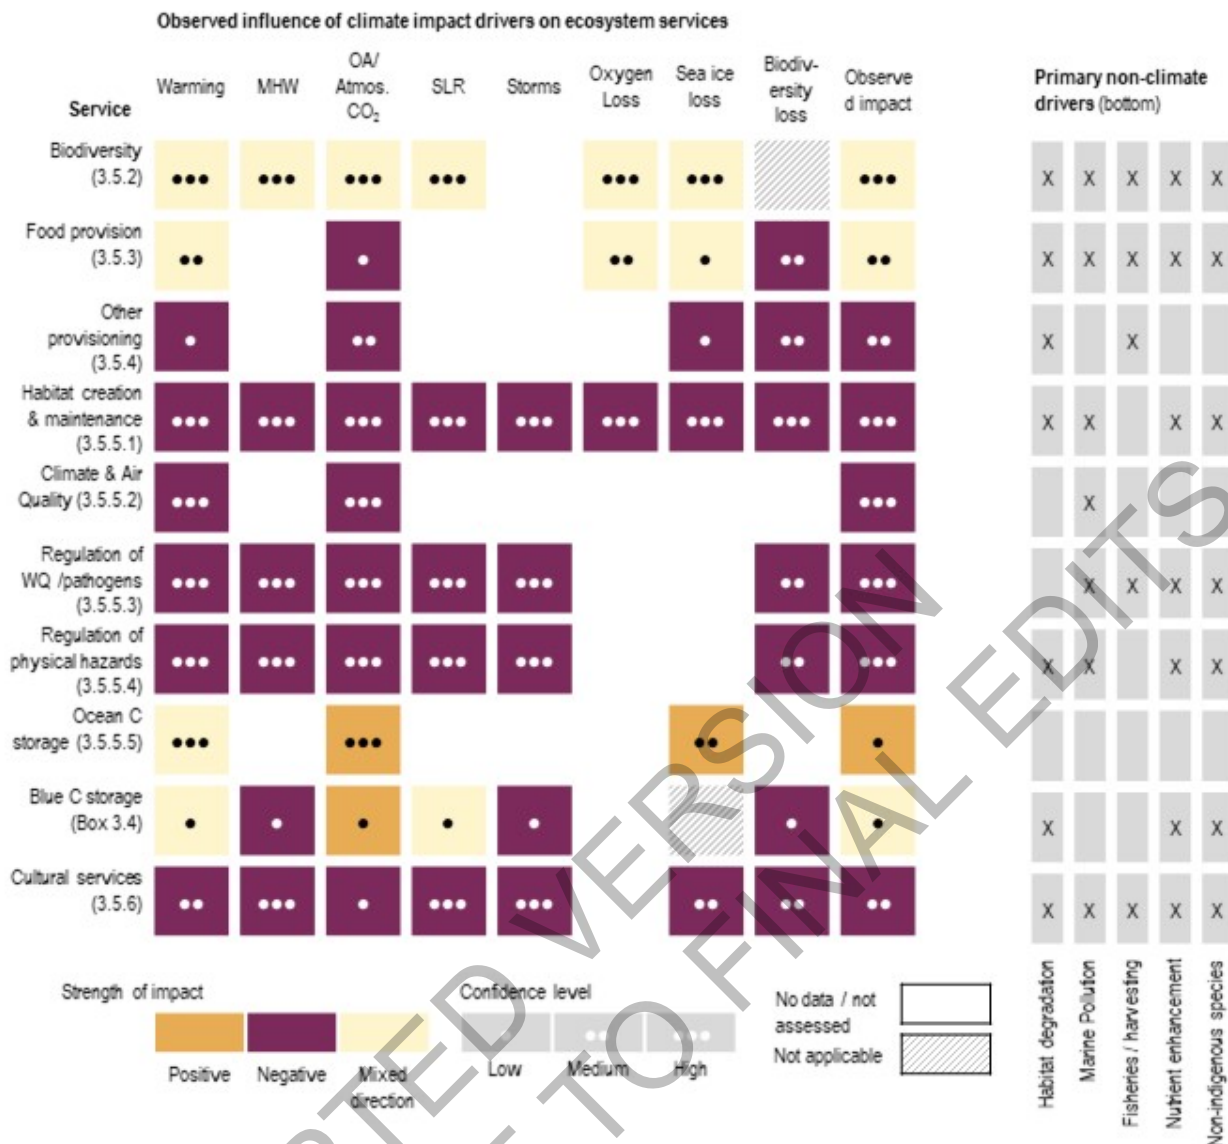 Observed influence of climate impact drivers on ecosystem services
Service
Warming
MHW
OA/
Atmos.
CO₂
SLR
Storms
Oxygen
Loss
Sea ice
loss
Biodiv-
ersity
loss
Observe
d impact
Primary non-climate
drivers (bottom)
Biodiversity
(3.5.2)
X X X X X
Food provision
(3.5.3)
X X X X X
Other
provisioning
(3.5.4)
X X
Habitat creation
& maintenance
(3.5.5.1)
X X X X
Climate & Air
Quality (3.5.5.2)
X
Regulation of
WQ /pathogens
(3.5.5.3)
X X X X
Regulation of
physical hazards
(3.5.5.4)
X X X X
Ocean C
storage (3.5.5.5)
Blue C storage
(Box 3.4)
X X X
Cultural services
(3.5.6)
X X X X X
Strength of impact
Positive
Negative
Mixed
direction
Confidence level
Low
Medium
High
No data / not
assessed
Not applicable
Habitat degradation
Marine Pollution
Fisheries / harvesting
Nutrient enhancement
Non-indigenous species
RTED VERSION
TO FINAL EDITS